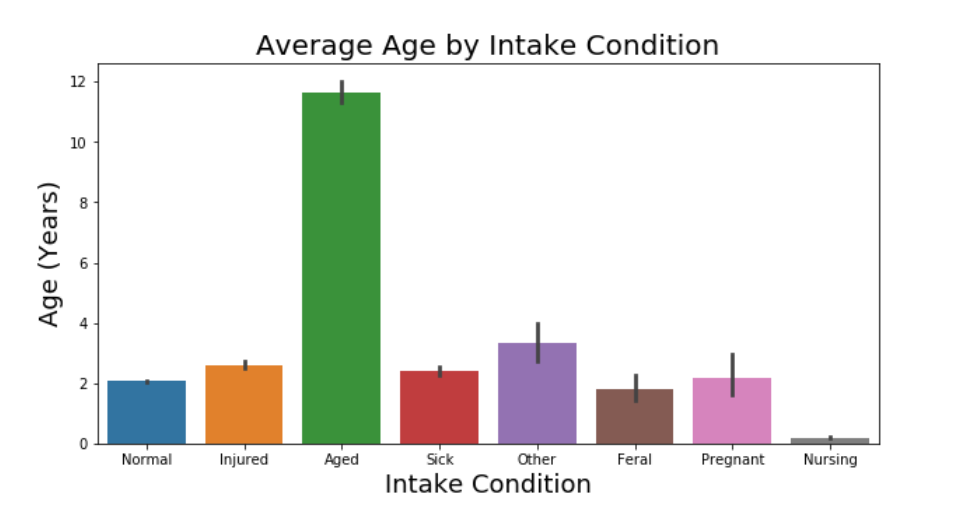 Average Age by Intake Condition
12
10
8
6
4
2
0
Age (Years)
Normal Injured Aged Sick Other Feral Pregnant Nursing
Intake Condition